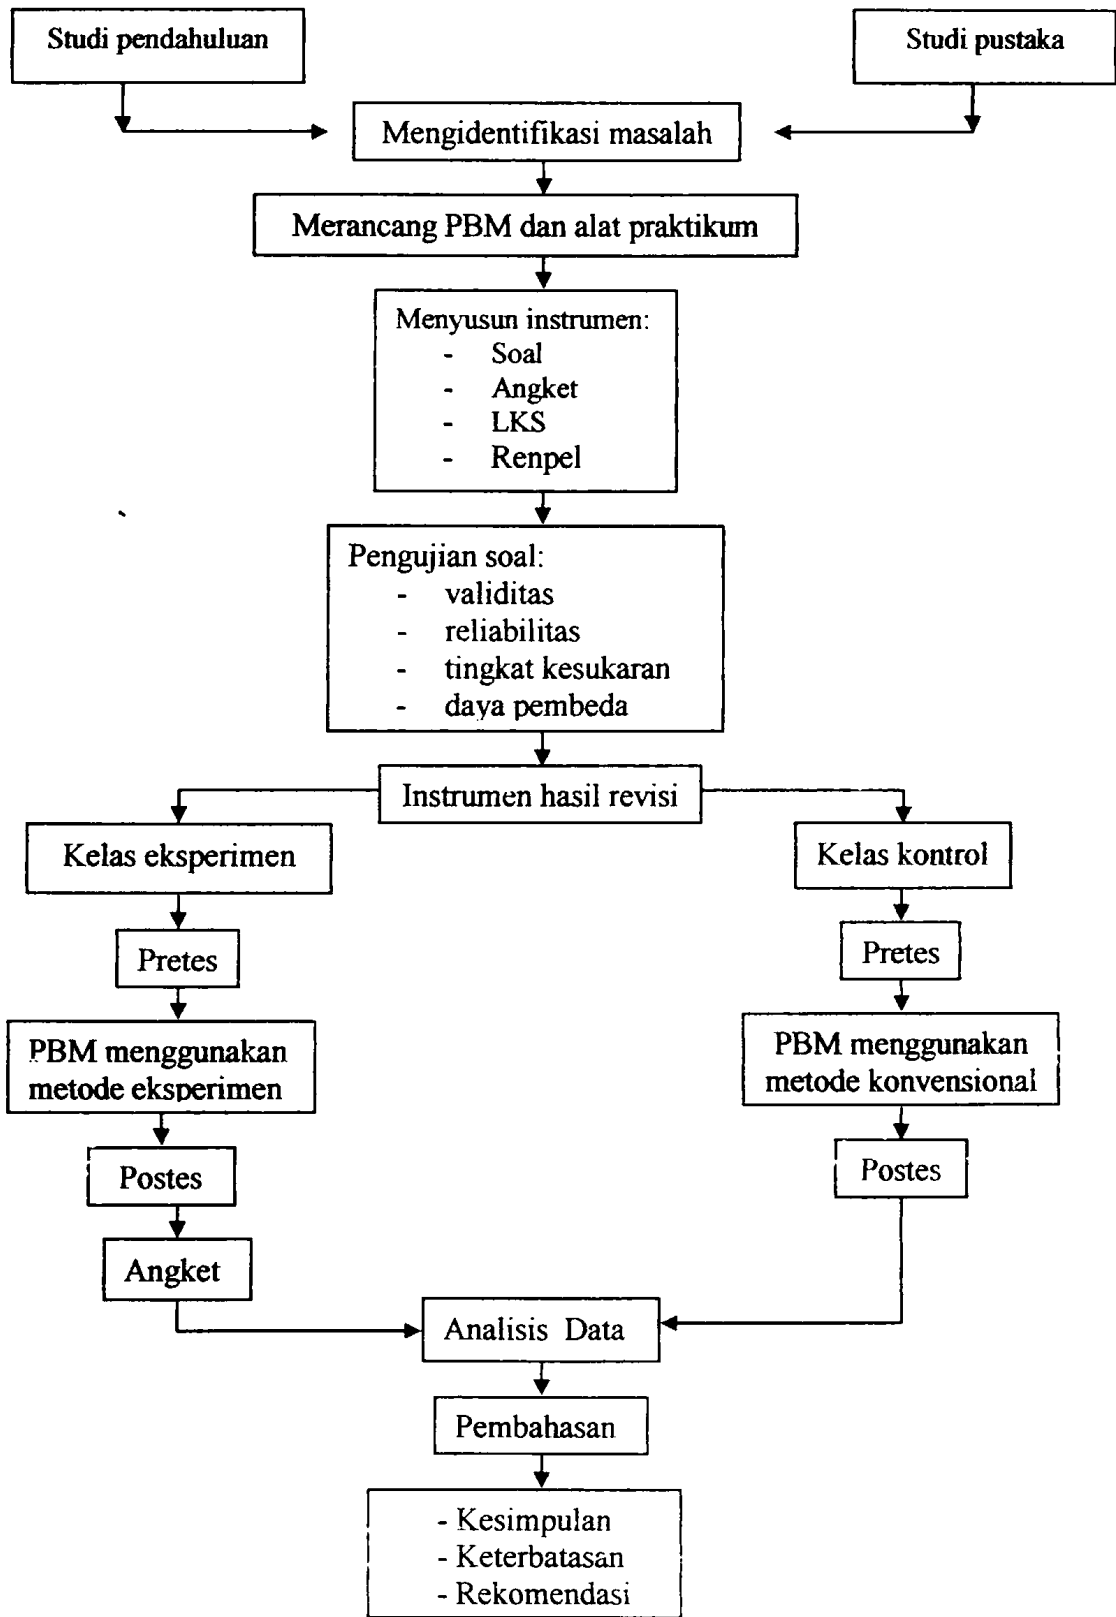 Studi pendahuluan
Studi pustaka
Mengidentifikasi masalah
Merancang PBM dan alat praktikum
Menyusun instrumen:
- Soal
- Angket
- LKS
- Renpel
Pengujian soal:
- validitas
- reliabilitas
- tingkat kesukaran
- daya pembeda
Instrumen hasil revisi
Kelas eksperimen
Kelas kontrol
Pretes
Pretes
PBM menggunakan
metode eksperimen
PBM menggunakan
metode konvensional
Postes
Postes
Angket
Analisis Data
Pembahasan
- Kesimpulan
- Keterbatasan
- Rekomendasi